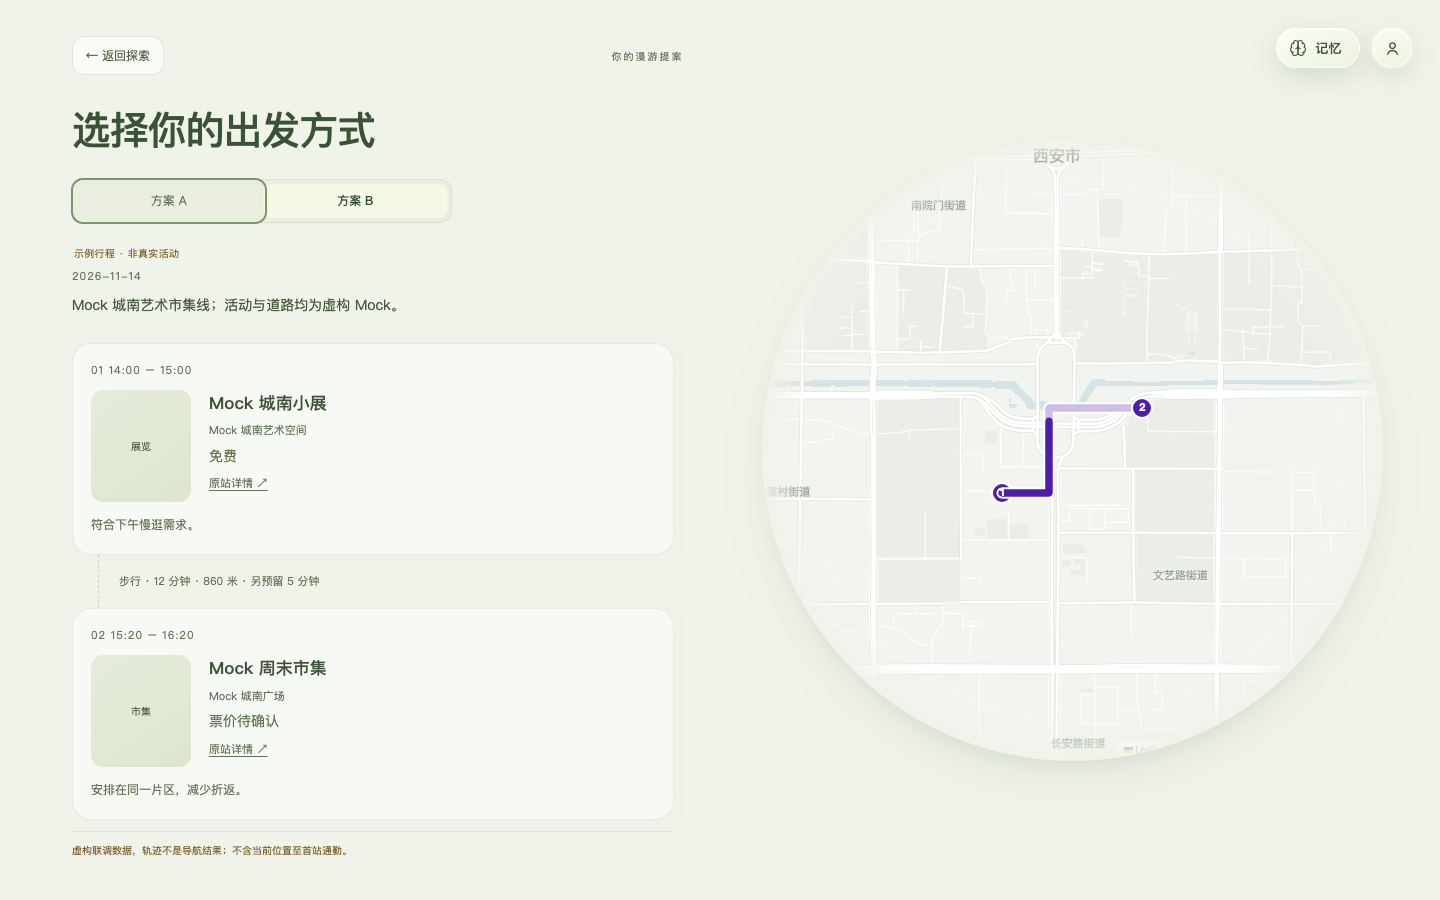 ← 返回探索
你的漫游提案
记忆
选择你的出发方式
方案 A
方案 B
示例行程 · 非真实活动
2026-11-14
Mock 城南艺术市集线；活动与道路均为虚构 Mock。
01 14:00 — 15:00
展览
Mock 城南小展
Mock 城南艺术空间
免费
原站详情 ↗
符合下午慢逛需求。
步行 · 12 分钟 · 860 米 · 另预留 5 分钟
02 15:20 — 16:20
市集
Mock 周末市集
Mock 城南广场
票价待确认
原站详情 ↗
安排在同一片区，减少折返。
虚构联调数据，轨迹不是导航结果；不含当前位置至首站通勤。
西安市
南院门街道
2
家村街道
文艺路街道
长安路街道